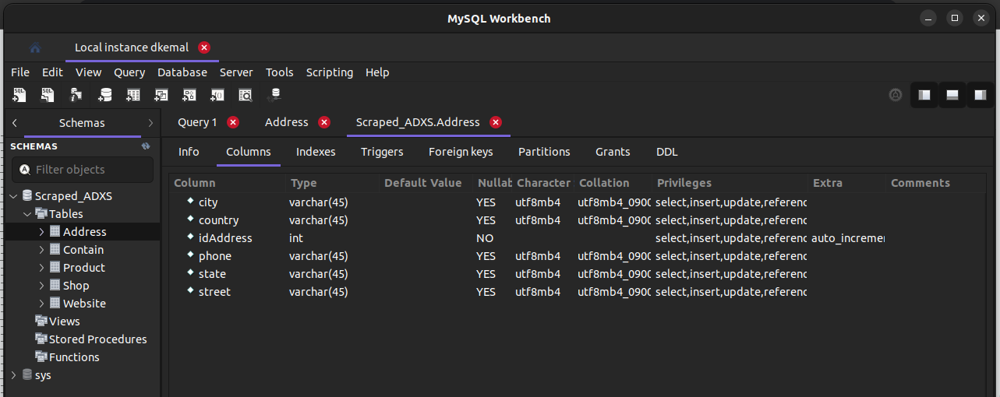 MySQL Workbench
Local instance dkemal
File Edit View Query Database Server Tools Scripting Help
Schemas
Query 1 Address Scraped_ADXS.Address
SCHEMAS
Filter objects
Scraped_ADXS
Tables
Address
Contain
Product
Shop
Website
Views
Stored Procedures
Functions
sys
Info Columns Indexes Triggers Foreign keys Partitions Grants DDL
Column Type Default Value Nullab Character Collation Privileges Extra Comments
city varchar(45) YES utf8mb4 utf8mb4_0900 select,insert,update,referenc
country varchar(45) YES utf8mb4 utf8mb4_0900 select,insert,update,referenc
idAddress int NO select,insert,update,referenc auto_incremen
phone varchar(45) YES utf8mb4 utf8mb4_0900 select,insert,update,referenc
state varchar(45) YES utf8mb4 utf8mb4_0900 select,insert,update,referenc
street varchar(45) YES utf8mb4 utf8mb4_0900 select,insert,update,referenc